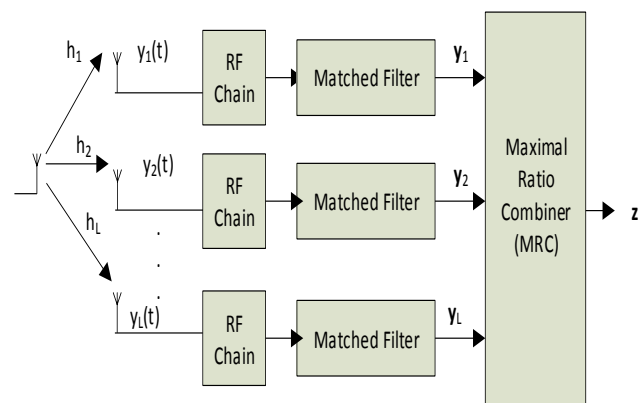 h1
y1(t)
RF
Chain
Matched Filter
y1
h2
y2(t)
RF
Chain
Matched Filter
y2
Maximal
Ratio
Combiner
(MRC)
z
hL
yL(t)
RF
Chain
Matched Filter
yL